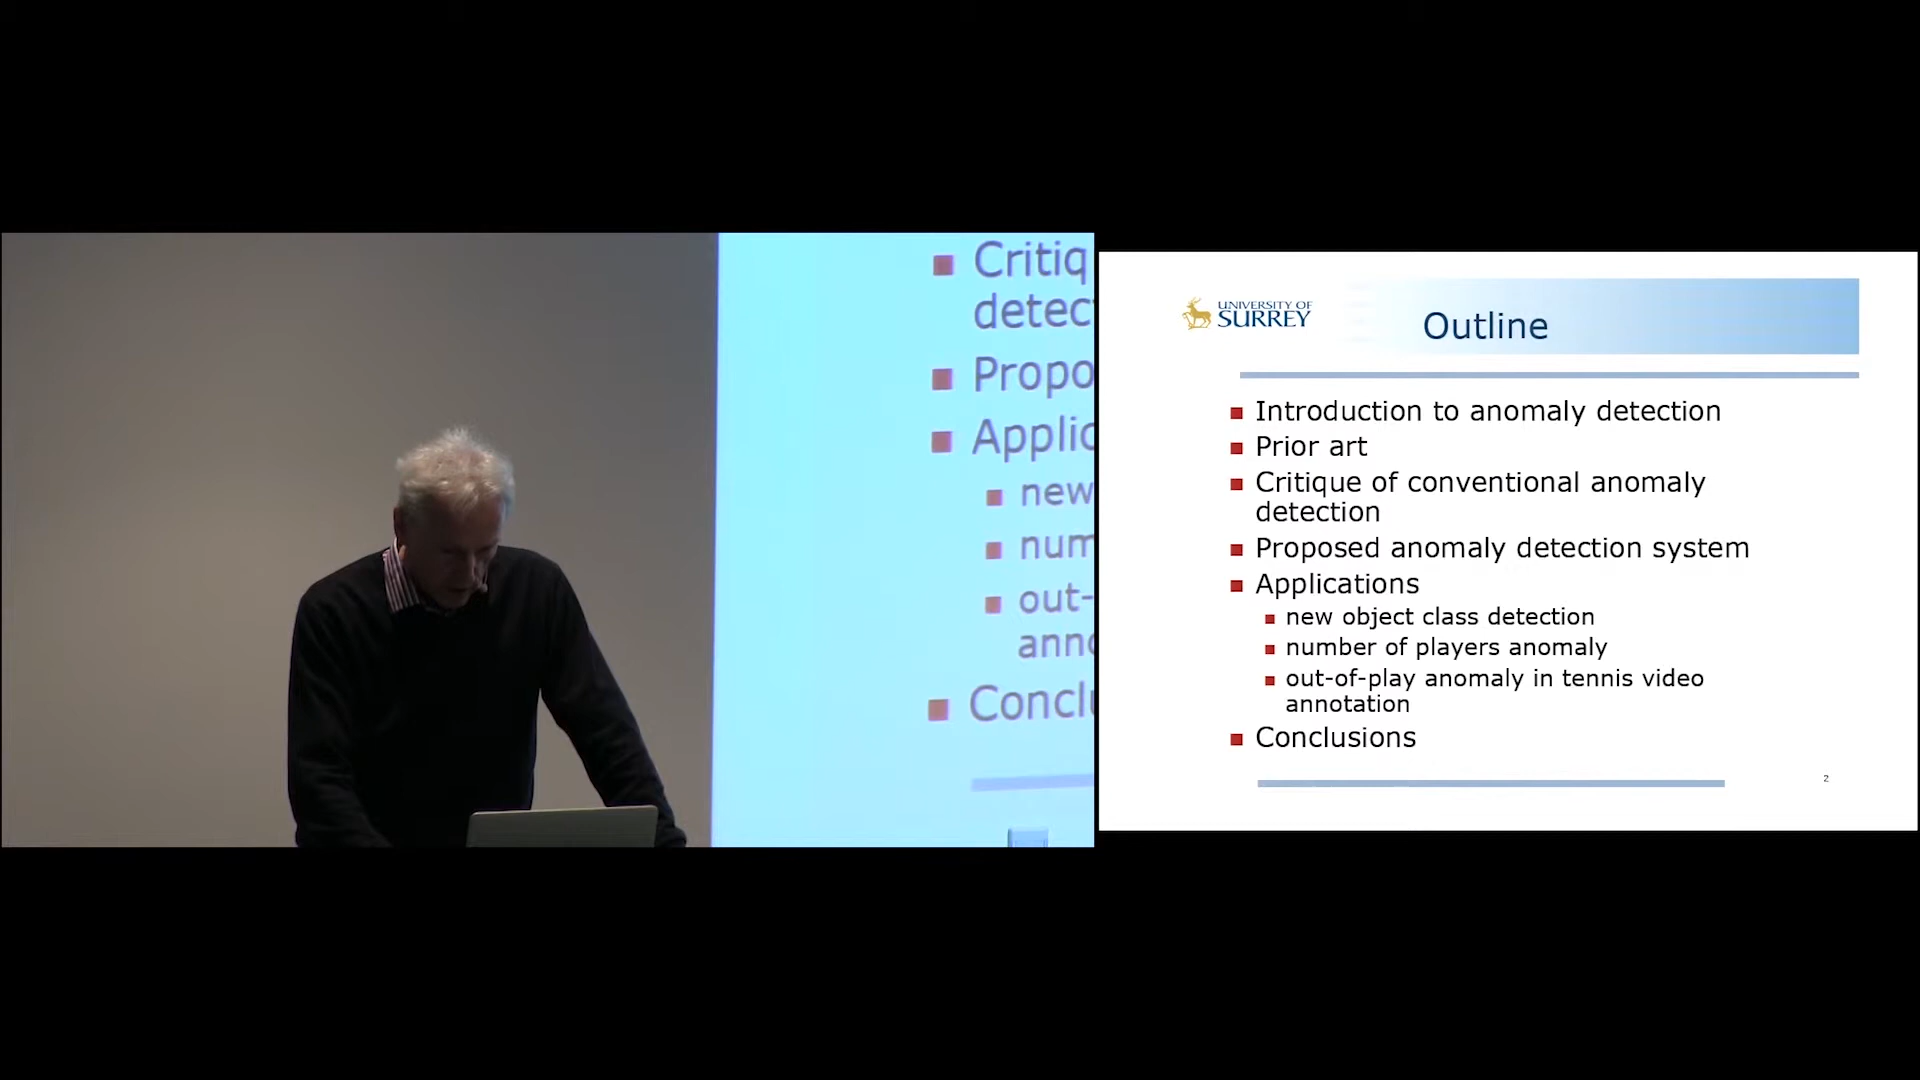 Critiq
detec
Propo
Applic
new
num
out-
anno
Conclu
UNIVERSITY OF
SURREY
Outline
Introduction to anomaly detection
Prior art
Critique of conventional anomaly
detection
Proposed anomaly detection system
Applications
new object class detection
number of players anomaly
out-of-play anomaly in tennis video
annotation
Conclusions
2